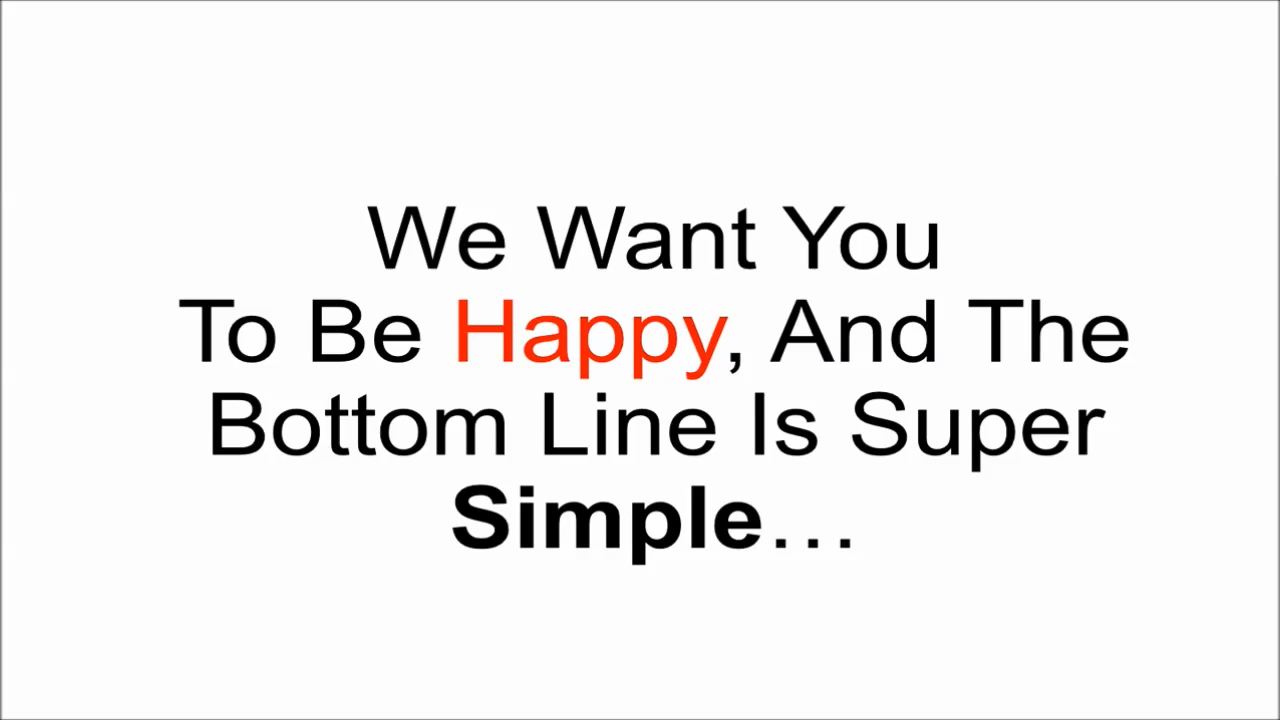 We Want You
To Be Happy, And The
Bottom Line Is Super
Simple…